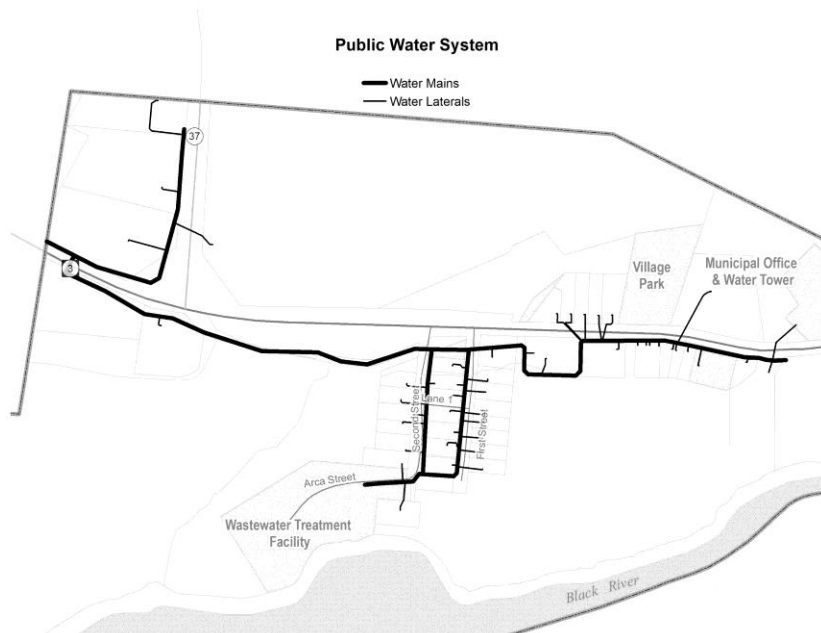 Public Water System
Water Mains
Water Laterals
37
3
Village
Park
Municipal Office
& Water Tower
Lane 1
Second Street
First Street
Arca Street
Wastewater Treatment
Facility
Black River